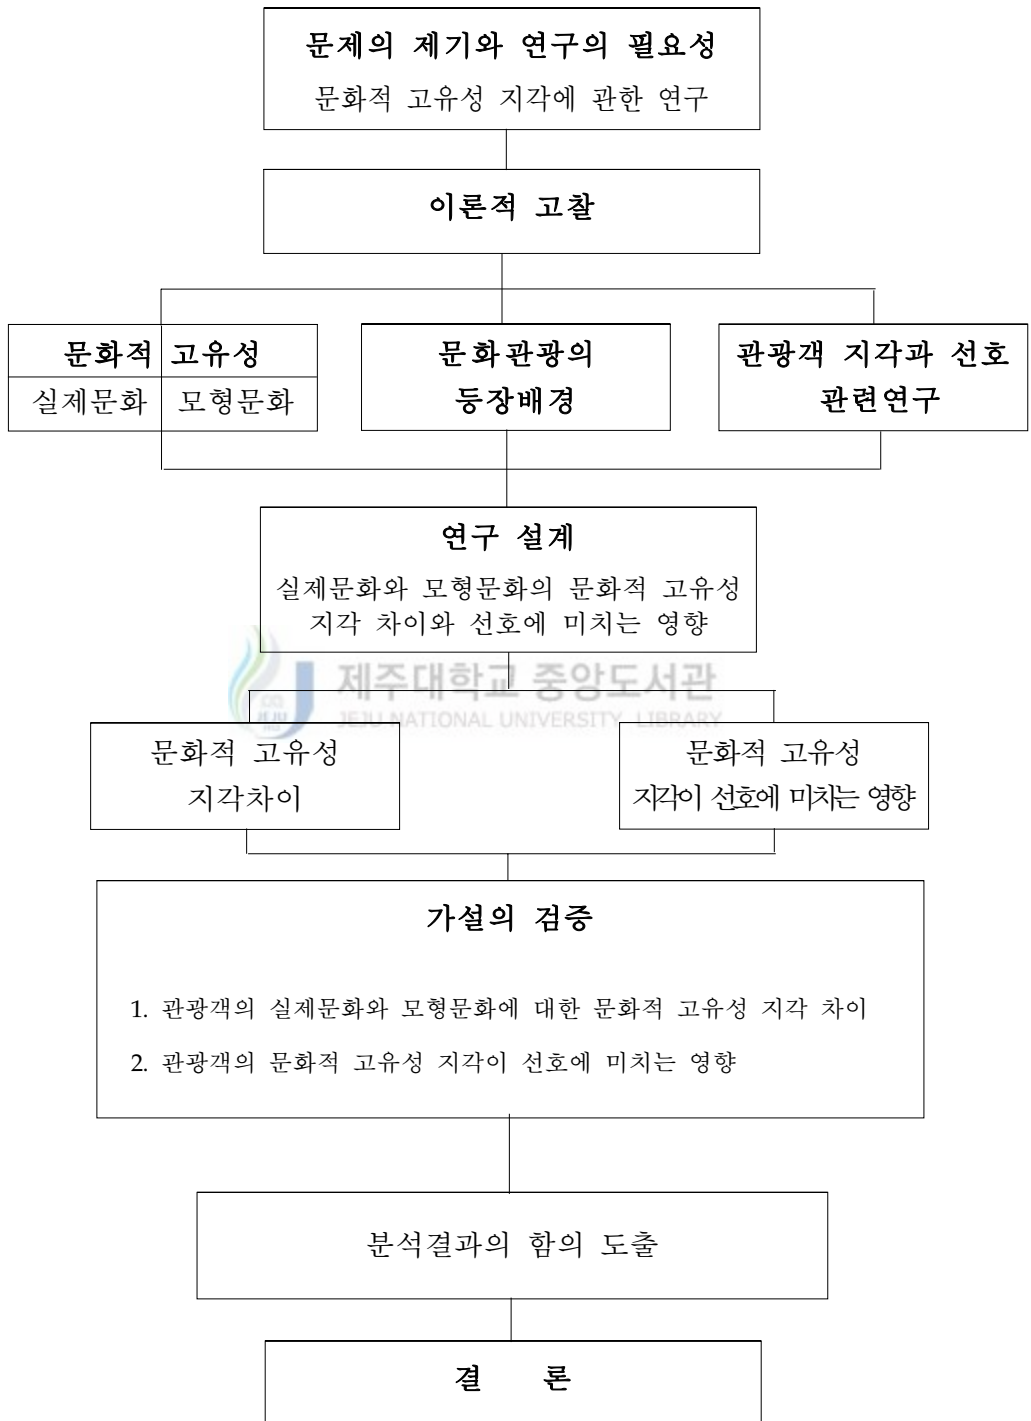 문제의 제기와 연구의 필요성
문화적 고유성 지각에 관한 연구
이론적 고찰
문화적 고유성
실제문화 모형문화
문화관광의
등장배경
관광객 지각과 선호
관련연구
연구 설계
실제문화와 모형문화의 문화적 고유성
지각 차이와 선호에 미치는 영향
제주대학교 중앙도서관
JEJU NATIONAL UNIVERSITY LIBRARY
문화적 고유성
지각차이
문화적 고유성
지각이 선호에 미치는 영향
가설의 검증
1. 관광객의 실제문화와 모형문화에 대한 문화적 고유성 지각 차이
2. 관광객의 문화적 고유성 지각이 선호에 미치는 영향
분석결과의 함의 도출
결 론